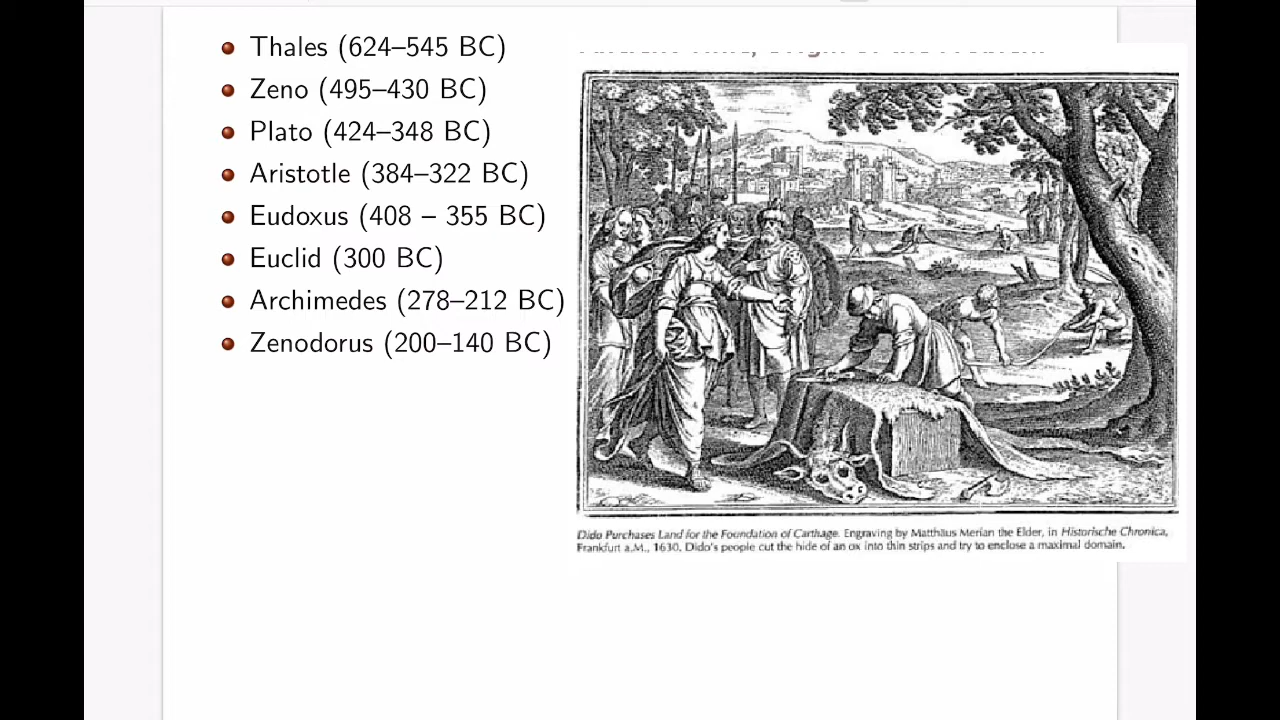 Thales (624–545 BC)
Zeno (495–430 BC)
Plato (424–348 BC)
Aristotle (384–322 BC)
Eudoxus (408 – 355 BC)
Euclid (300 BC)
Archimedes (278–212 BC)
Zenodorus (200–140 BC)
Dido Purchases Land for the Foundation of Carthage. Engraving by Matthäus Merian the Elder, in Historische Chronica,
Frankfurt a.M., 1630. Dido's people cut the hide of an ox into thin strips and try to enclose a maximal domain.